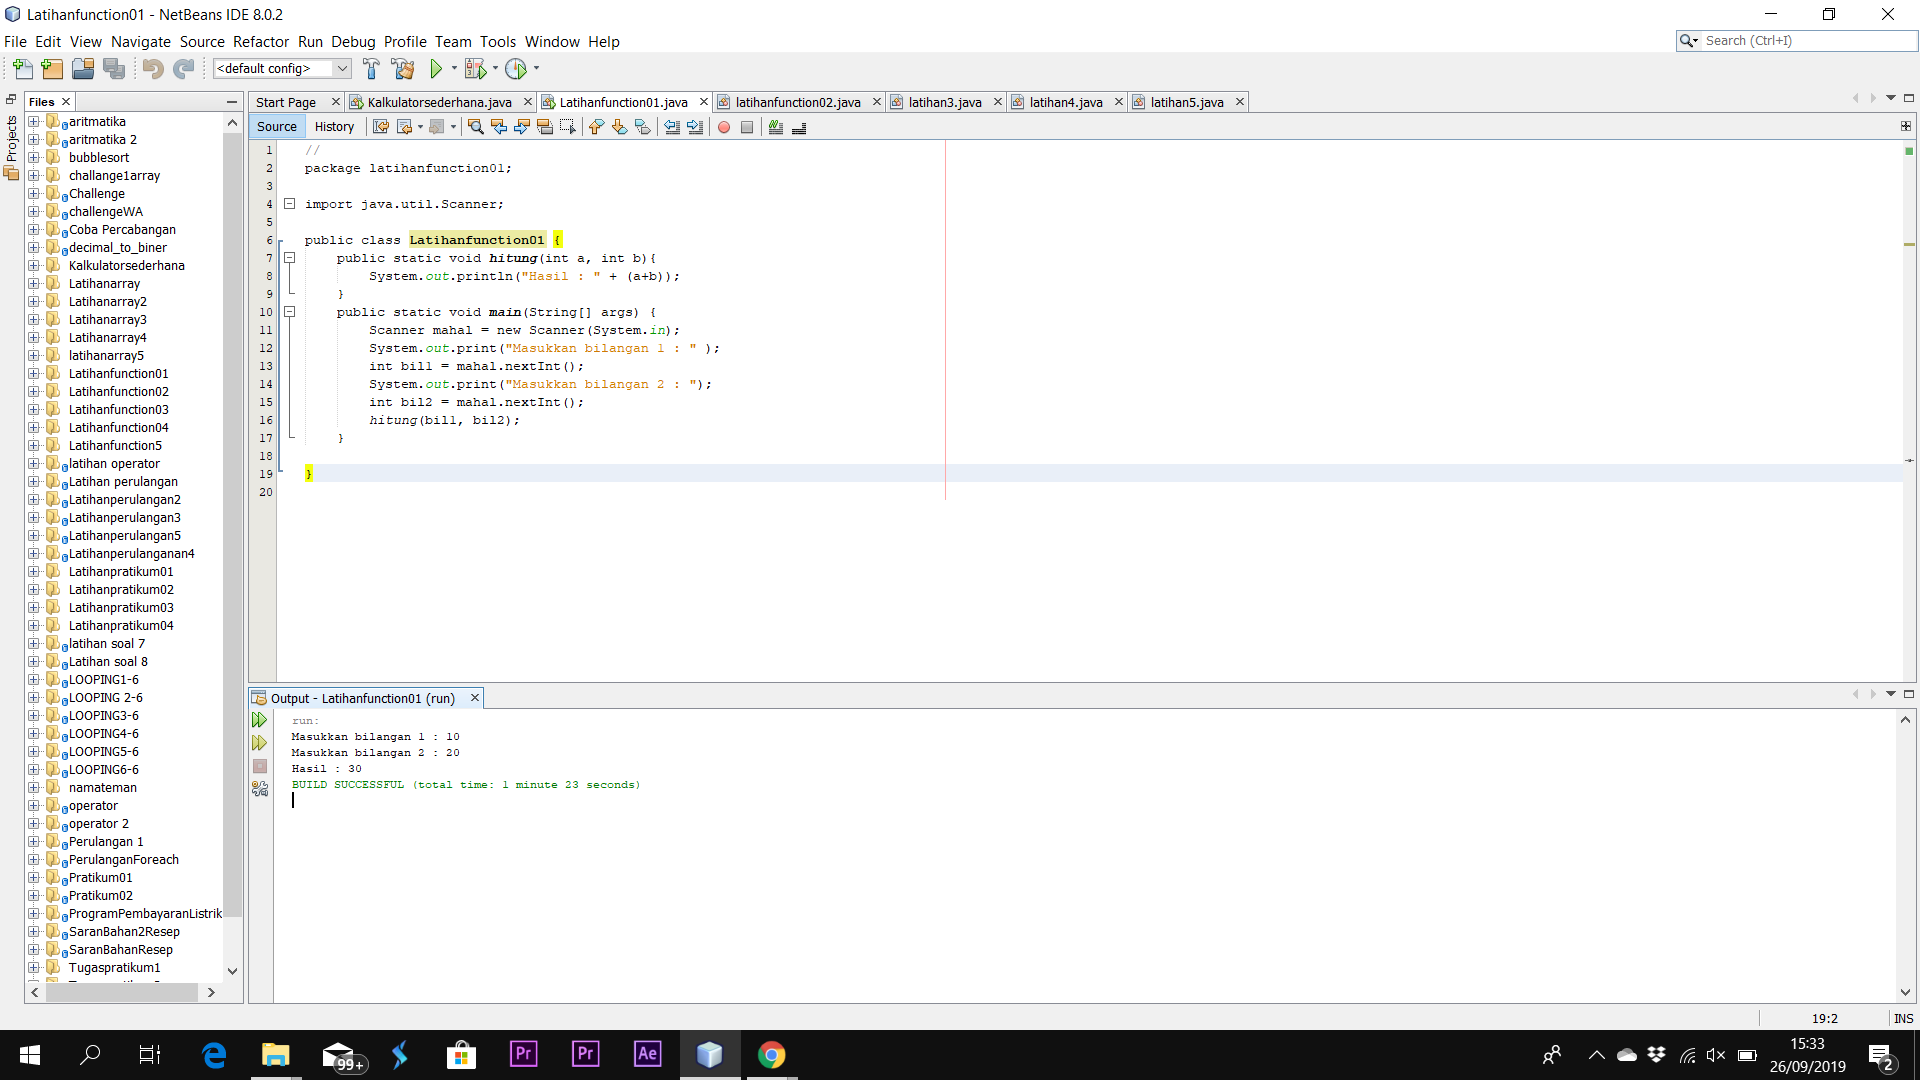 Latihanfunction01 - NetBeans IDE 8.0.2
File Edit View Navigate Source Refactor Run Debug Profile Team Tools Window Help
Search (Ctrl+I)
<default config>
Projects
Files
aritmatika
aritmatika 2
bubblesort
challange1array
Challenge
challengeWA
Coba Percabangan
decimal_to_biner
Kalkulatorsederhana
Latihanarray
Latihanarray2
Latihanarray3
Latihanarray4
latihanarray5
Latihanfunction01
Latihanfunction02
Latihanfunction03
Latihanfunction04
Latihanfunction5
latihan operator
Latihan perulangan
Latihanperulangan2
Latihanperulangan3
Latihanperulangan5
Latihanperulanganan4
Latihanpratikum01
Latihanpratikum02
Latihanpratikum03
Latihanpratikum04
latihan soal 7
Latihan soal 8
LOOPING1-6
LOOPING 2-6
LOOPING3-6
LOOPING4-6
LOOPING5-6
LOOPING6-6
namateman
operator
operator 2
Perulangan 1
PerulanganForeach
Pratikum01
Pratikum02
ProgramPembayaranListrik
SaranBahan2Resep
SaranBahanResep
Tugaspratikum1
Start Page Kalkulatorsederhana.java Latihanfunction01.java latihanfunction02.java latihan3.java latihan4.java latihan5.java
Source History
1 //
2 package latihanfunction01;
3
4 import java.util.Scanner;
5
6 public class Latihanfunction01 {
7 public static void hitung(int a, int b){
8 System.out.println("Hasil : " + (a+b));
9 }
10 public static void main(String[] args) {
11 Scanner mahal = new Scanner(System.in);
12 System.out.print("Masukkan bilangan 1 : " );
13 int bil1 = mahal.nextInt();
14 System.out.print("Masukkan bilangan 2 : ");
15 int bil2 = mahal.nextInt();
16 hitung(bil1, bil2);
17 }
18
19 }
20
Output - Latihanfunction01 (run)
run:
Masukkan bilangan 1 : 10
Masukkan bilangan 2 : 20
Hasil : 30
BUILD SUCCESSFUL (total time: 1 minute 23 seconds)
19:2 INS
99+
Pr
Pr
Ae
15:33
26/09/2019
2